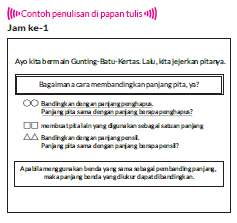 Contoh penulisan di papan tulis
Jam ke-1
Ayo kita bermain Gunting-Batu-Kertas. Lalu, kita jejerkan pitanya.
Bagaimana cara membandingkan panjang pita, ya?
○○ Bandingkan dengan panjang penghapus.
Panjang pita sama dengan panjang berapa penghapus?
□□ membuat pita lain yang digunakan sebagai satuan panjang
△△ Bandingkan dengan panjang pensil.
Panjang pita sama dengan panjang berapa pensil?
Apabila menggunakan benda yang sama sebagai pembanding panjang,
maka panjang benda yang diukur dapat dibandingkan.